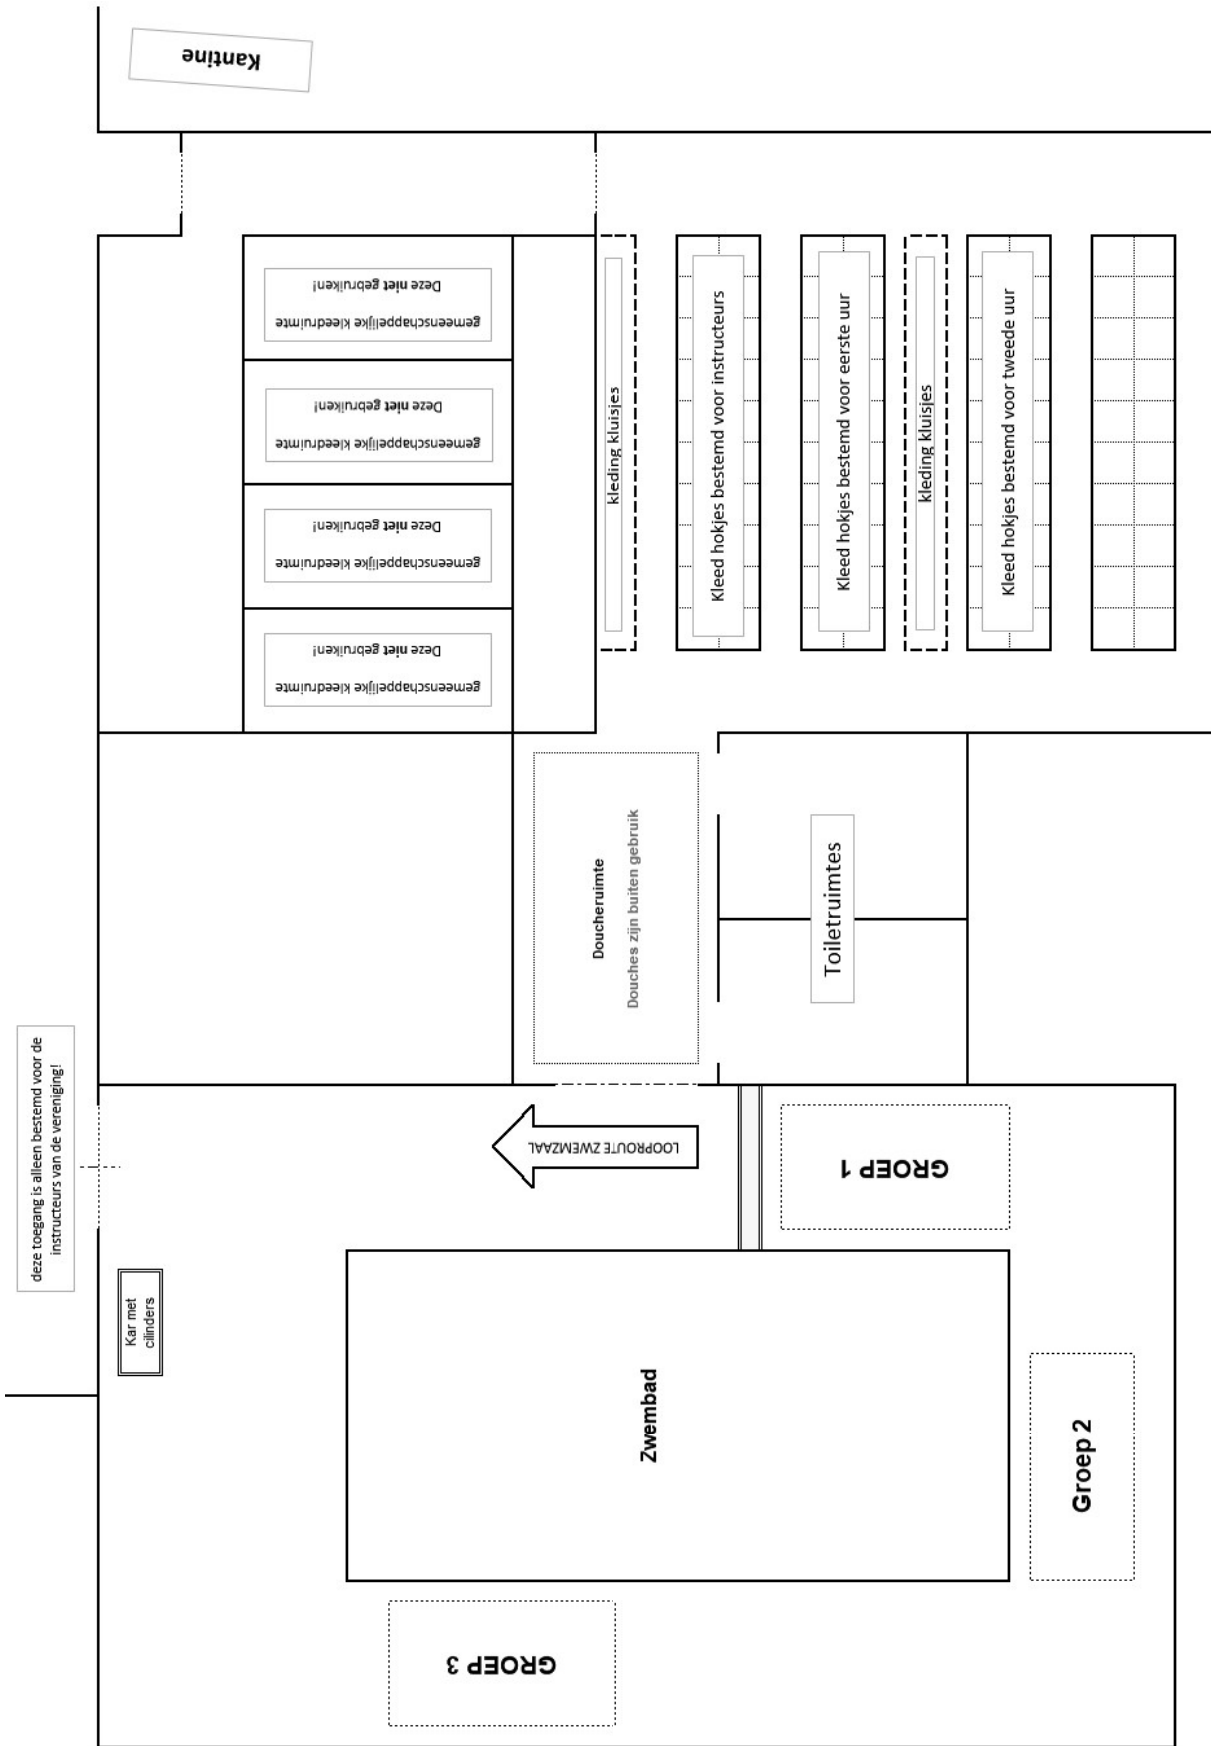 Kantine
Deze niet gebruiken!
gemeenschappelijke kleedruimte
Deze niet gebruiken!
gemeenschappelijke kleedruimte
Deze niet gebruiken!
gemeenschappelijke kleedruimte
Deze niet gebruiken!
gemeenschappelijke kleedruimte
kleding kluisjes
Kleed hokjes bestemd voor instructeurs
Kleed hokjes bestemd voor eerste uur
kleding kluisjes
Kleed hokjes bestemd voor tweede uur
Doucheruimte
Douches zijn buiten gebruik
Toiletruimtes
deze toegang is alleen bestemd voor de
instructeurs van de vereniging!
LOOPROUTE ZWEMZAAL
GROEP 1
Kar met
cilinders
Zwembad
Groep 2
GROEP 3